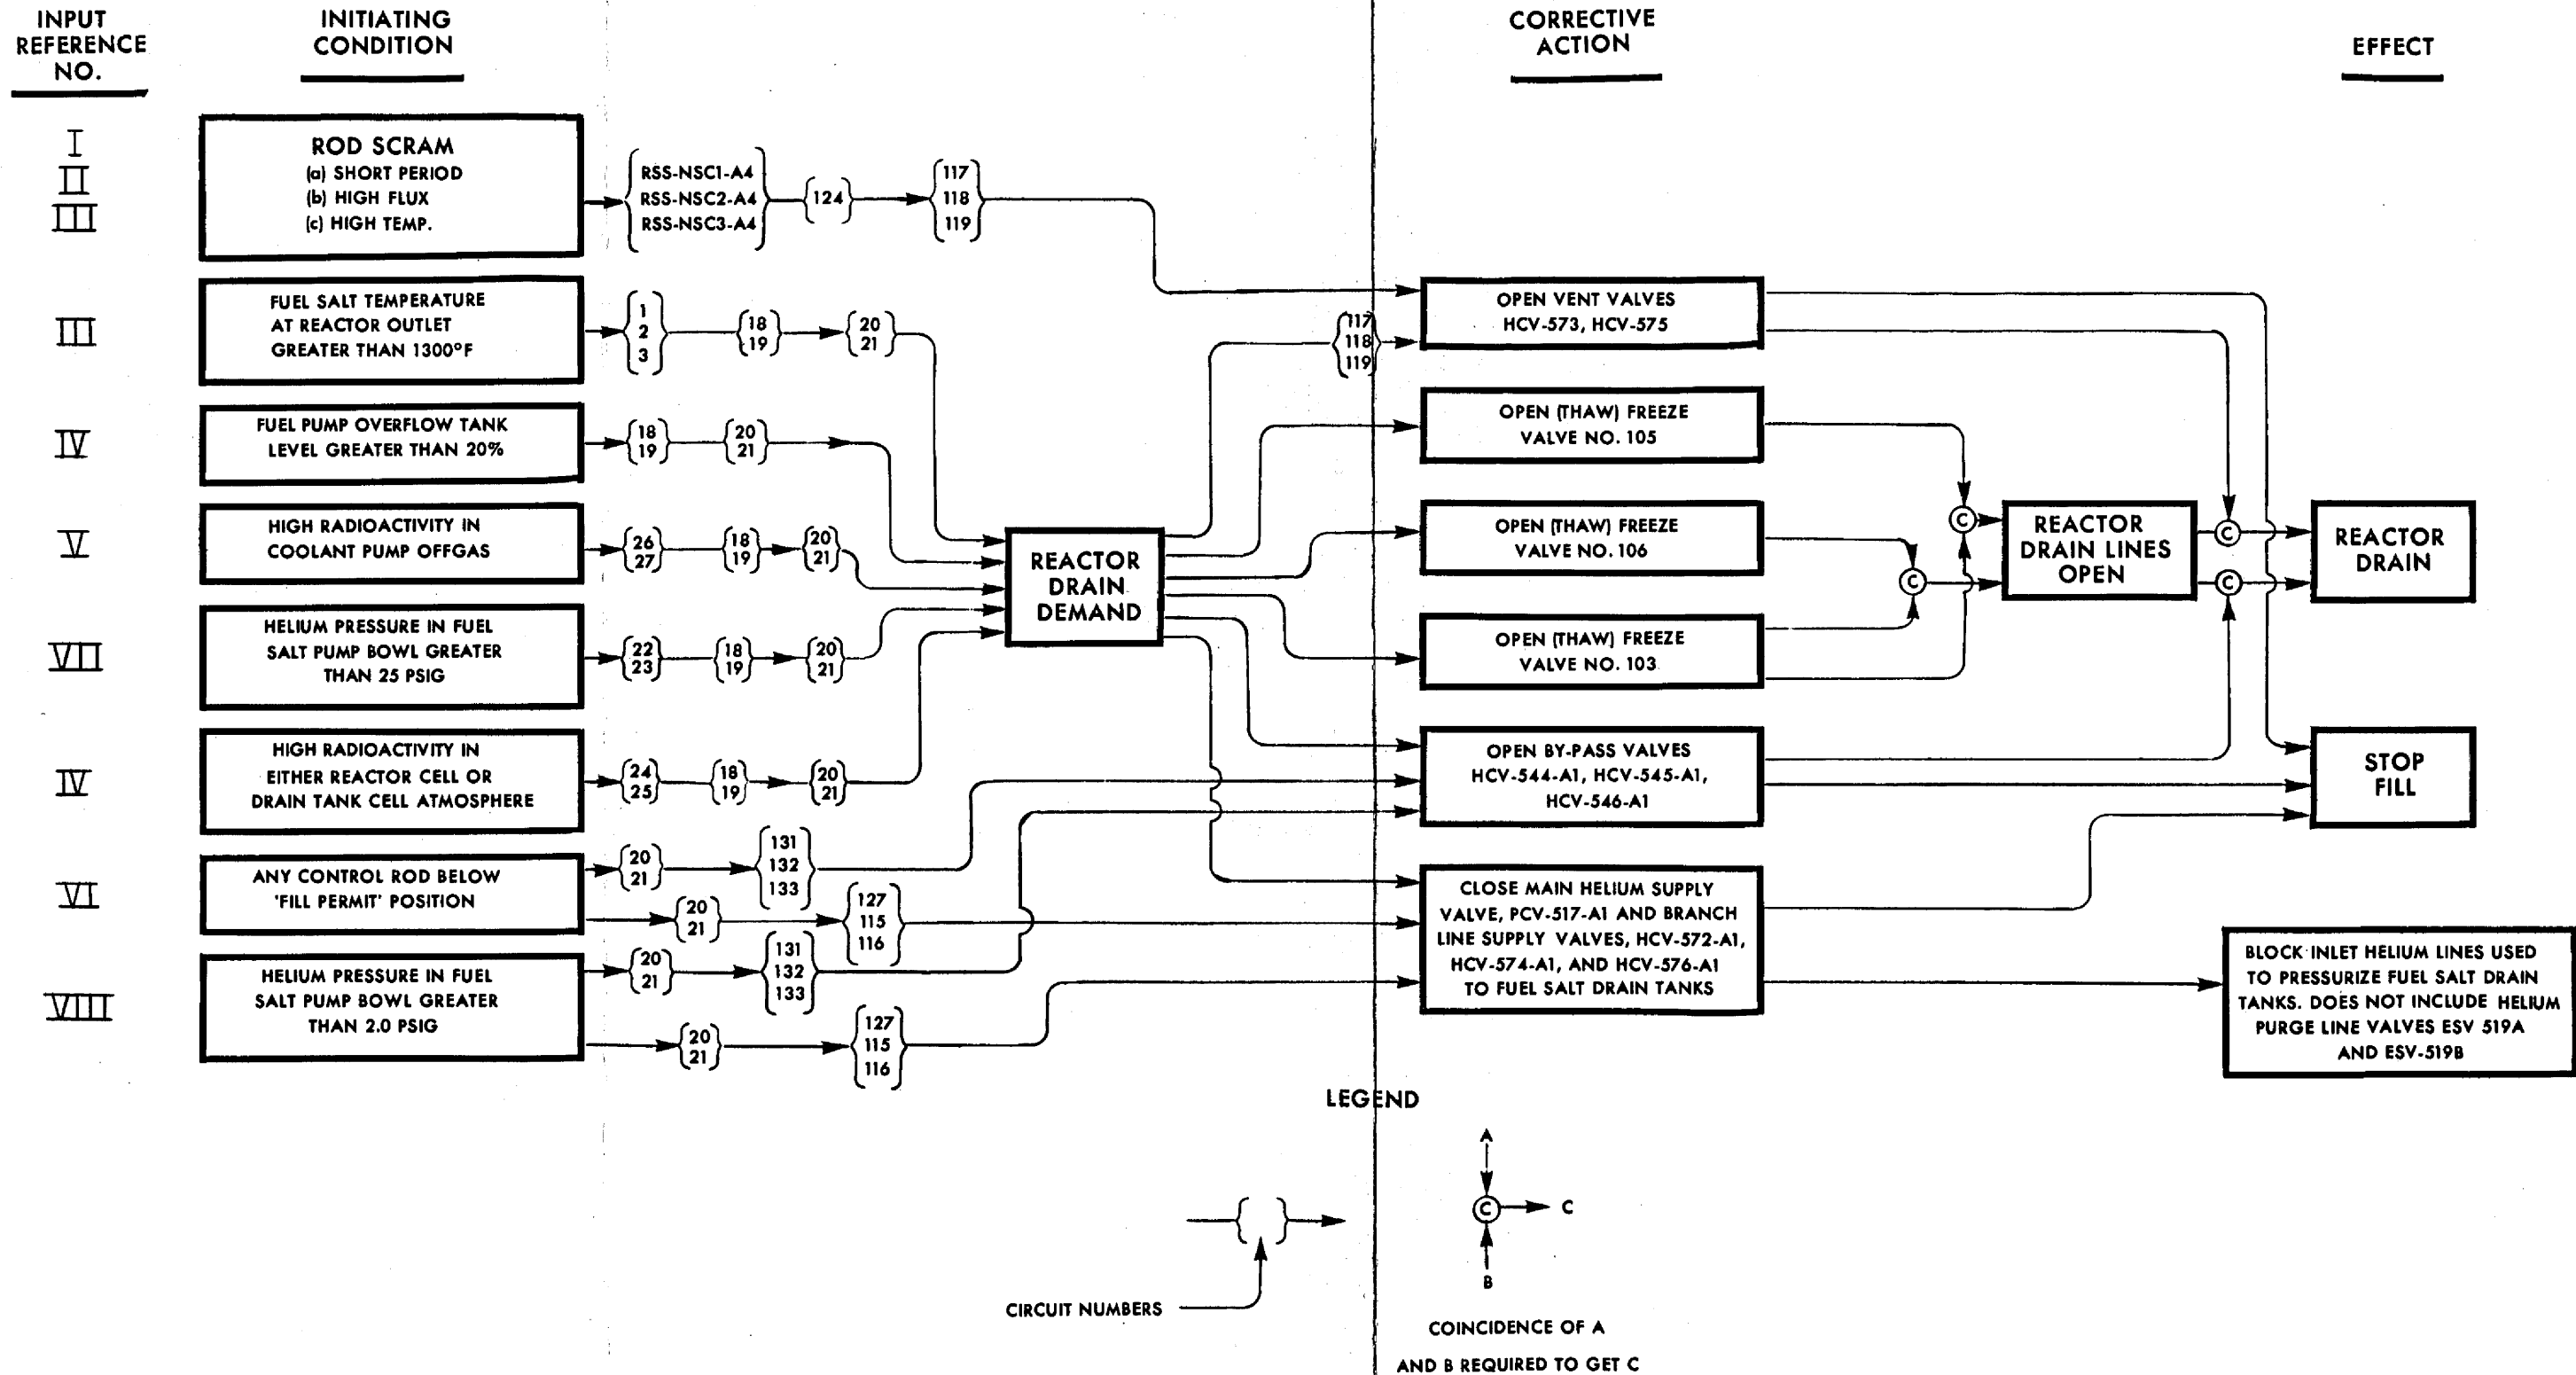 INPUT
REFERENCE
NO.
INITIATING
CONDITION
CORRECTIVE
ACTION
EFFECT
I
II
III
ROD SCRAM
(a) SHORT PERIOD
(b) HIGH FLUX
(c) HIGH TEMP.
RSS-NSC1-A4
RSS-NSC2-A4
RSS-NSC3-A4
124
117
118
119
III
FUEL SALT TEMPERATURE
AT REACTOR OUTLET
GREATER THAN 1300°F
1
2
3
18
19
20
21
IV
FUEL PUMP OVERFLOW TANK
LEVEL GREATER THAN 20%
18
19
20
21
V
HIGH RADIOACTIVITY IN
COOLANT PUMP OFFGAS
26
27
18
19
20
21
VII
HELIUM PRESSURE IN FUEL
SALT PUMP BOWL GREATER
THAN 25 PSIG
22
23
18
19
20
21
IV
HIGH RADIOACTIVITY IN
EITHER REACTOR CELL OR
DRAIN TANK CELL ATMOSPHERE
24
25
18
19
20
21
VI
ANY CONTROL ROD BELOW
'FILL PERMIT' POSITION
20
21
131
132
133
20
21
127
115
116
VIII
HELIUM PRESSURE IN FUEL
SALT PUMP BOWL GREATER
THAN 2.0 PSIG
20
21
131
132
133
20
21
127
115
116
REACTOR
DRAIN
DEMAND
117
118
119
OPEN VENT VALVES
HCV-573, HCV-575
OPEN (THAW) FREEZE
VALVE NO. 105
OPEN (THAW) FREEZE
VALVE NO. 106
OPEN (THAW) FREEZE
VALVE NO. 103
OPEN BY-PASS VALVES
HCV-544-A1, HCV-545-A1,
HCV-546-A1
CLOSE MAIN HELIUM SUPPLY
VALVE, PCV-517-A1 AND BRANCH
LINE SUPPLY VALVES, HCV-572-A1,
HCV-574-A1, AND HCV-576-A1
TO FUEL SALT DRAIN TANKS
C
C
REACTOR
DRAIN LINES
OPEN
C
C
REACTOR
DRAIN
STOP
FILL
BLOCK INLET HELIUM LINES USED
TO PRESSURIZE FUEL SALT DRAIN
TANKS. DOES NOT INCLUDE HELIUM
PURGE LINE VALVES ESV 519A
AND ESV-519B
LEGEND
CIRCUIT NUMBERS
A
C
C
B
COINCIDENCE OF A
AND B REQUIRED TO GET C